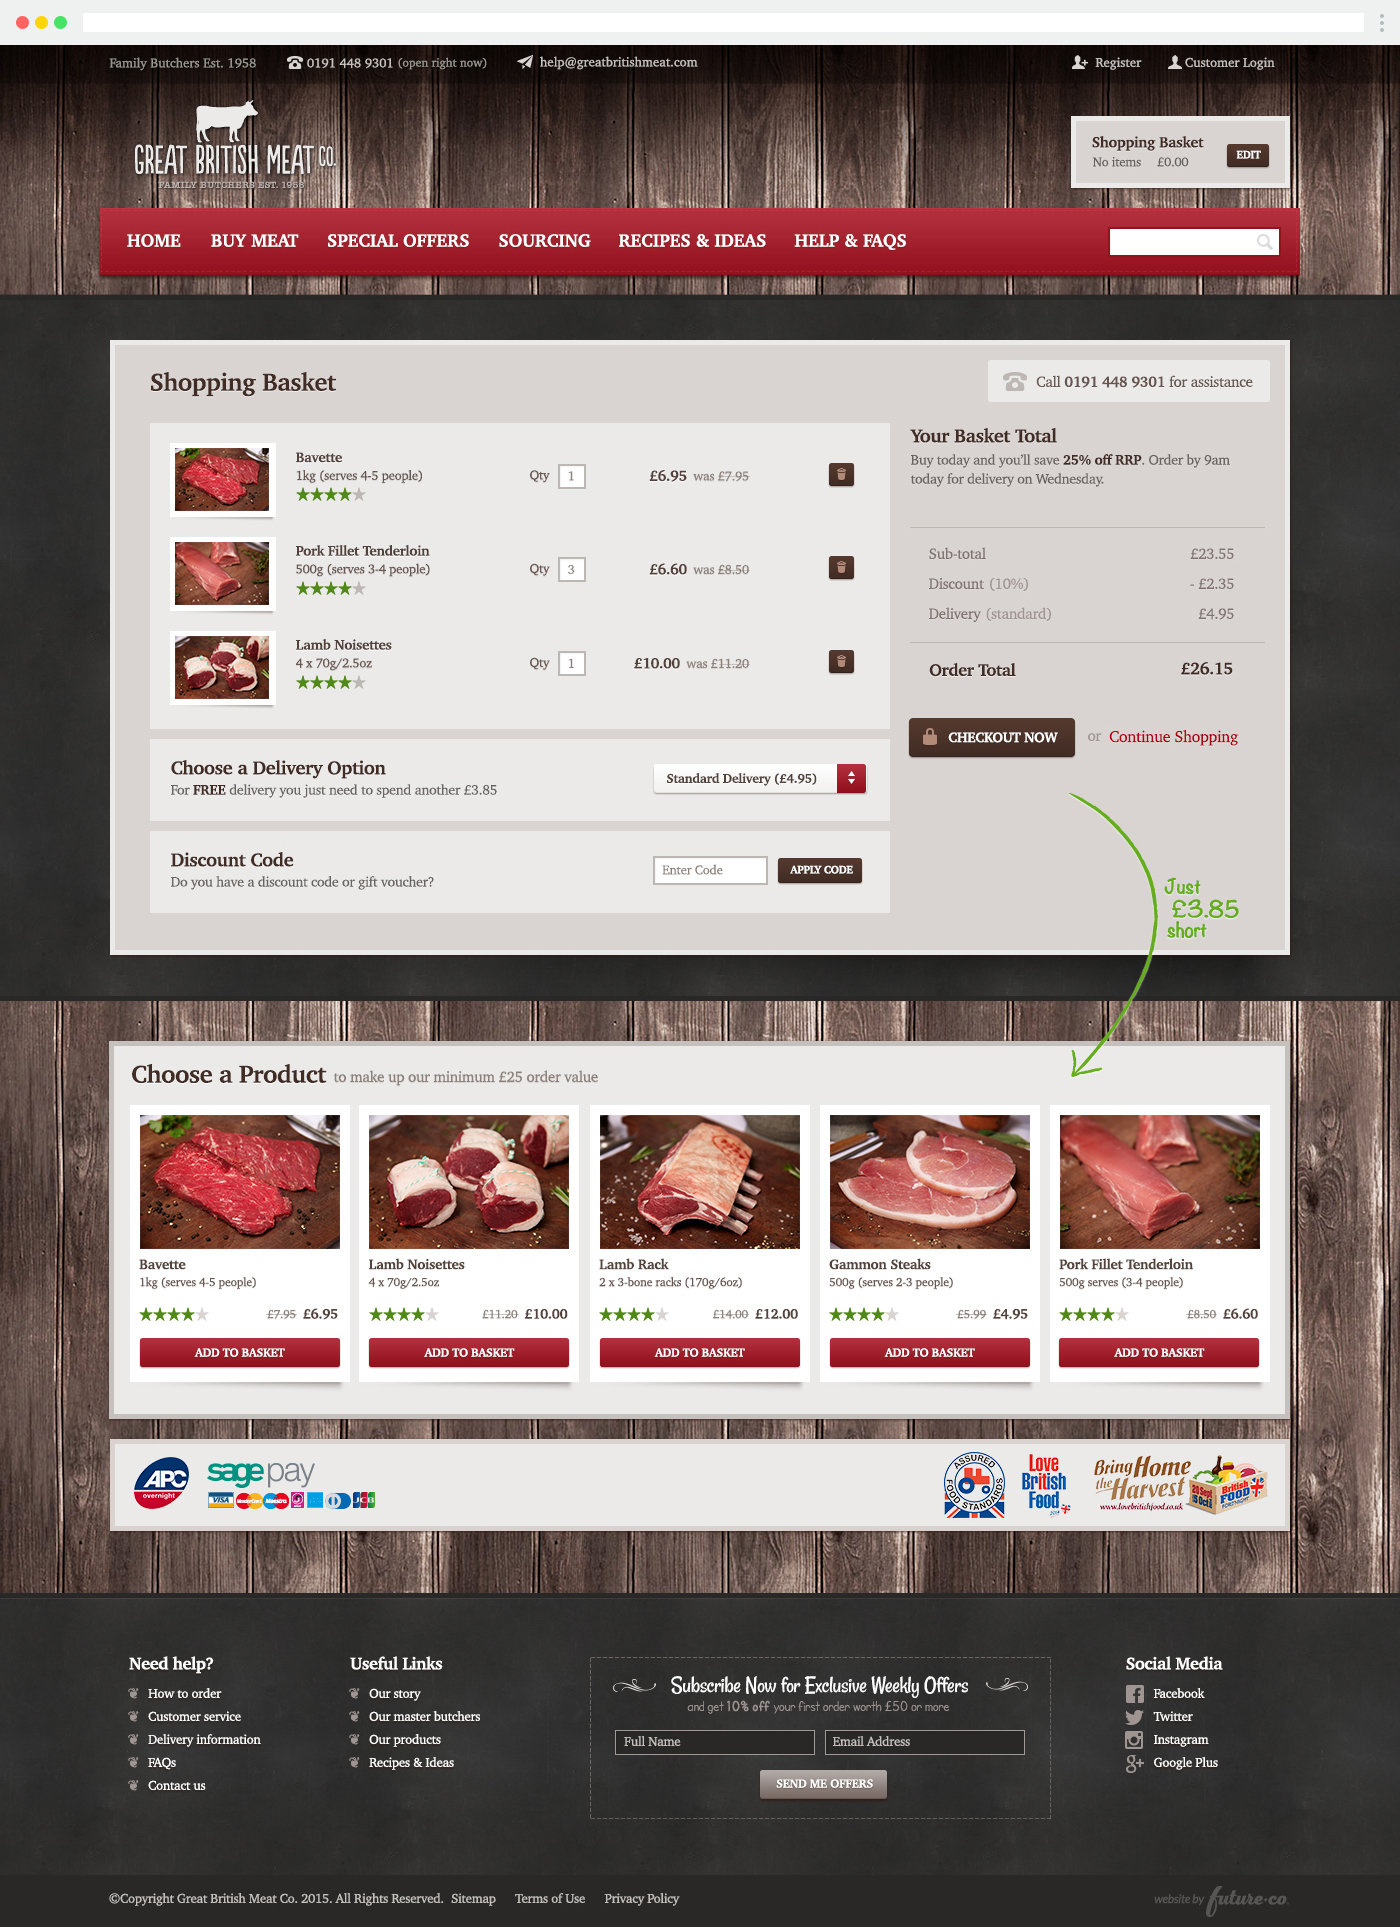 Family Butchers Est. 1958
0191 448 9301 (open right now)
help@greatbritishmeat.com
Register
Customer Login
GREAT BRITISH MEAT CO.
FAMILY BUTCHERS EST. 1958
Shopping Basket
No items £0.00
EDIT
HOME
BUY MEAT
SPECIAL OFFERS
SOURCING
RECIPES & IDEAS
HELP & FAQS
Shopping Basket
Call 0191 448 9301 for assistance
Bavette
1kg (serves 4-5 people)
Qty 1
£6.95 was £7.95
Pork Fillet Tenderloin
500g (serves 3-4 people)
Qty 3
£6.60 was £8.50
Lamb Noisettes
4 x 70g/2.5oz
Qty 1
£10.00 was £11.20
Choose a Delivery Option
For FREE delivery you just need to spend another £3.85
Standard Delivery (£4.95)
Discount Code
Do you have a discount code or gift voucher?
Enter Code
APPLY CODE
Your Basket Total
Buy today and you'll save 25% off RRP. Order by 9am
today for delivery on Wednesday.
Sub-total £23.55
Discount (10%) - £2.35
Delivery (standard) £4.95
Order Total £26.15
CHECKOUT NOW
or Continue Shopping
Just
£3.85
short
Choose a Product to make up our minimum £25 order value
Bavette
1kg (serves 4-5 people)
£7.95 £6.95
ADD TO BASKET
Lamb Noisettes
4 x 70g/2.5oz
£11.20 £10.00
ADD TO BASKET
Lamb Rack
2 x 3-bone racks (170g/6oz)
£14.00 £12.00
ADD TO BASKET
Gammon Steaks
500g (serves 2-3 people)
£5.99 £4.95
ADD TO BASKET
Pork Fillet Tenderloin
500g serves (3-4 people)
£8.50 £6.60
ADD TO BASKET
APC
overnight
sage pay
VISA MasterCard Maestro JCB
ASSURED
FOOD STANDARDS
Love
British
Food
Bring Home
the Harvest
www.lovebritishfood.co.uk
20 Sept
15 Oct
British
FOOD
FORTNIGHT
Need help?
How to order
Customer service
Delivery information
FAQs
Contact us
Useful Links
Our story
Our master butchers
Our products
Recipes & Ideas
Subscribe Now for Exclusive Weekly Offers
and get 10% off your first order worth £50 or more
Full Name
Email Address
SEND ME OFFERS
Social Media
Facebook
Twitter
Instagram
Google Plus
©Copyright Great British Meat Co. 2015. All Rights Reserved. Sitemap Terms of Use Privacy Policy
website by future·co.